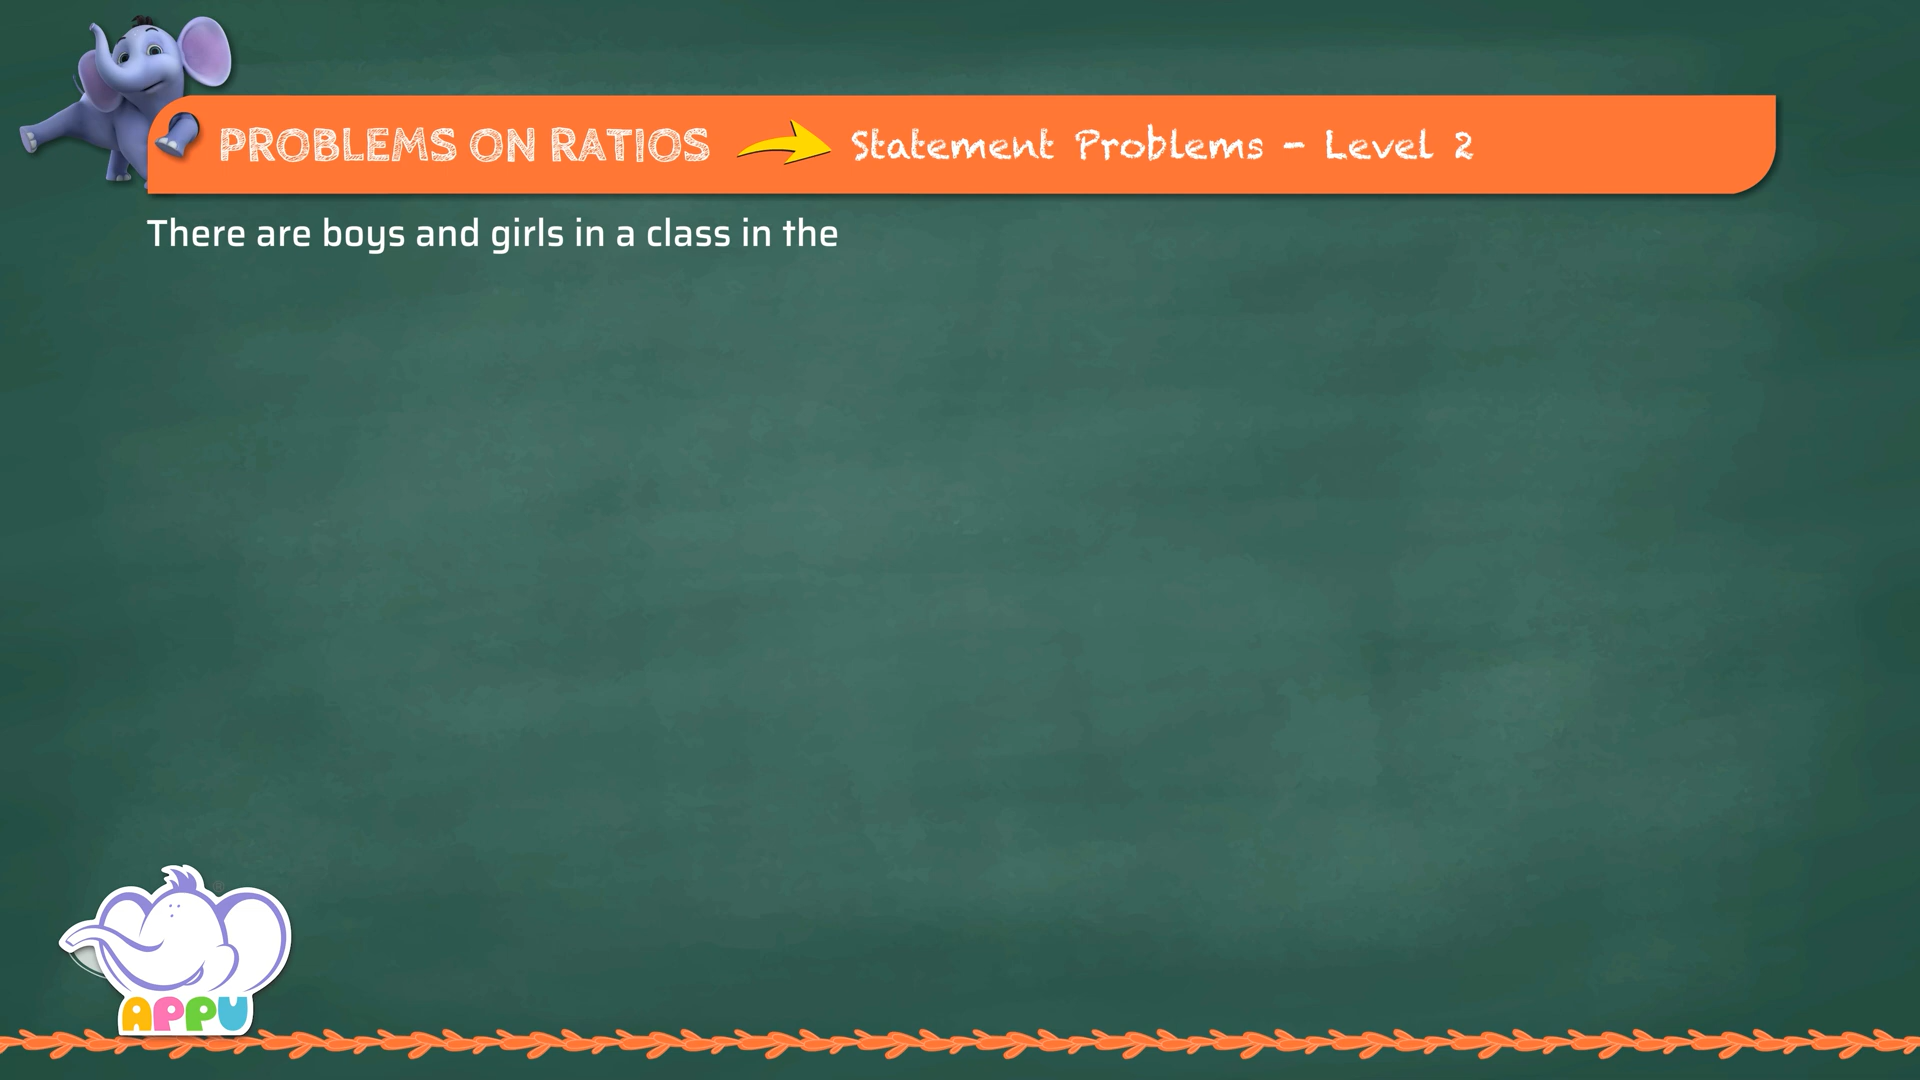 PROBLEMS ON RATIOS Statement Problems - Level 2
There are boys and girls in a class in the
APPU